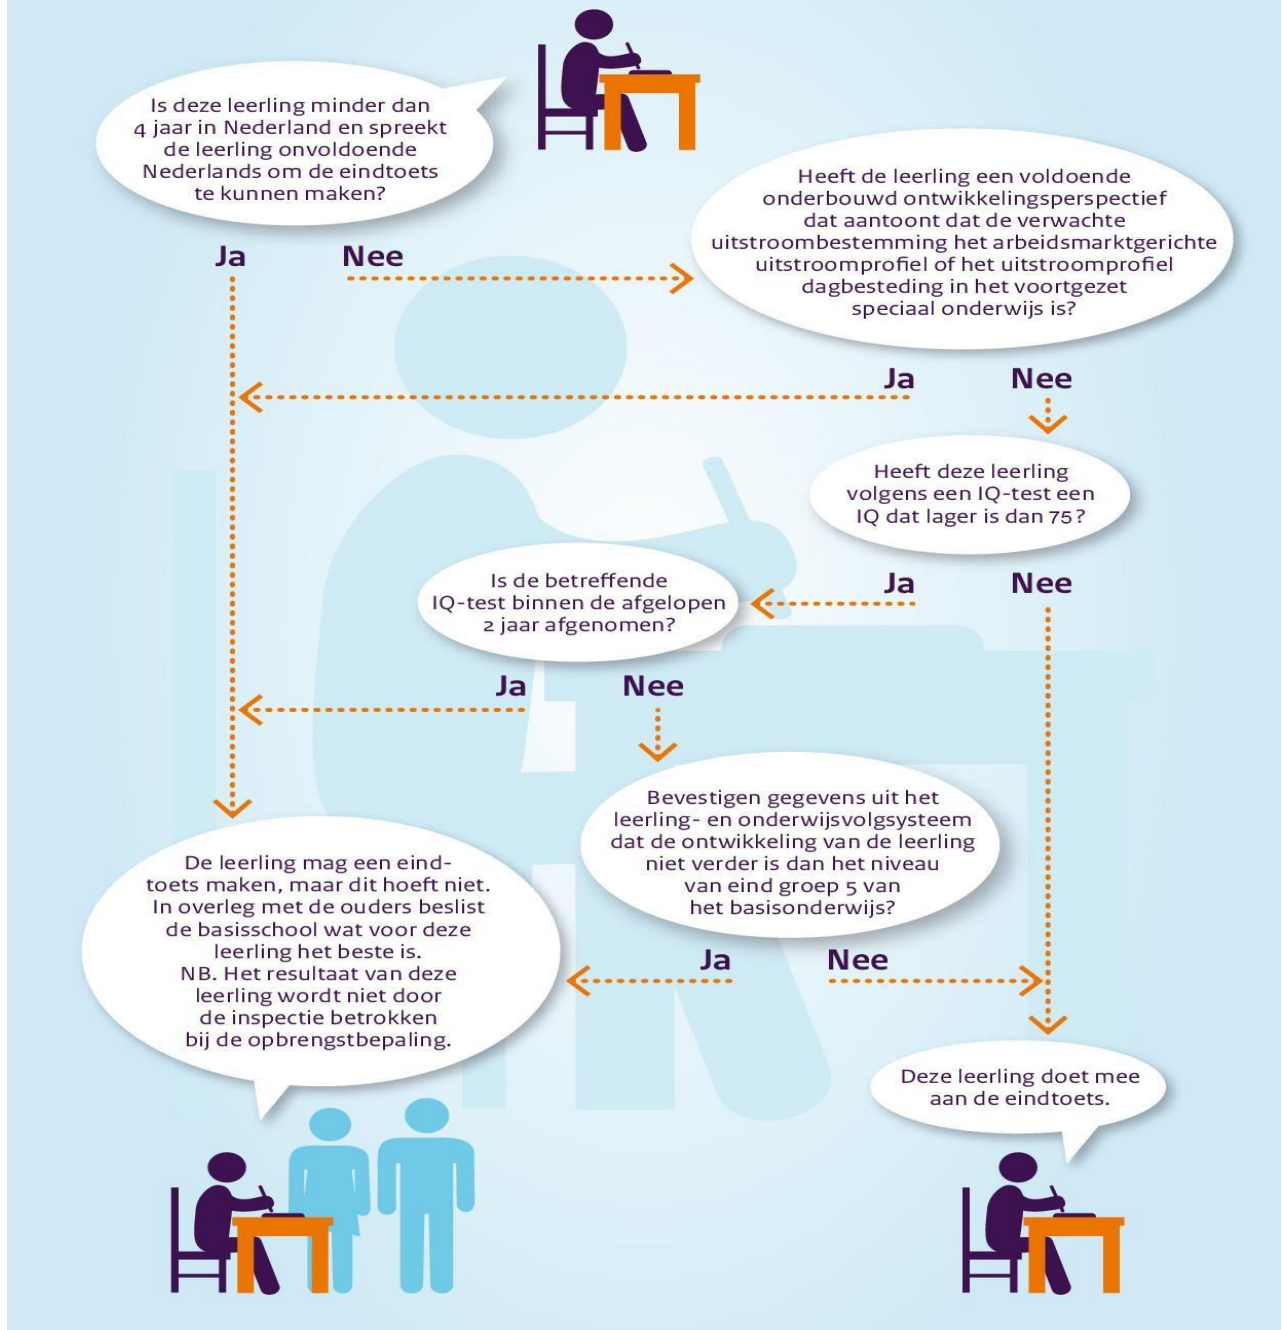 Is deze leerling minder dan
4 jaar in Nederland en spreekt
de leerling onvoldoende
Nederlands om de eindtoets
te kunnen maken?
Ja Nee
Heeft de leerling een voldoende
onderbouwd ontwikkelingsperspectief
dat aantoont dat de verwachte
uitstroombestemming het arbeidsmarktgerichte
uitstroomprofiel of het uitstroomprofiel
dagbesteding in het voortgezet
speciaal onderwijs is?
Ja Nee
Heeft deze leerling
volgens een IQ-test een
IQ dat lager is dan 75?
Ja Nee
Is de betreffende
IQ-test binnen de afgelopen
2 jaar afgenomen?
Ja Nee
Bevestigen gegevens uit het
leerling- en onderwijsvolgsysteem
dat de ontwikkeling van de leerling
niet verder is dan het niveau
van eind groep 5 van
het basisonderwijs?
Ja Nee
De leerling mag een eind-
toets maken, maar dit hoeft niet.
In overleg met de ouders beslist
de basisschool wat voor deze
leerling het beste is.
NB. Het resultaat van deze
leerling wordt niet door
de inspectie betrokken
bij de opbrengstbepaling.
Deze leerling doet mee
aan de eindtoets.